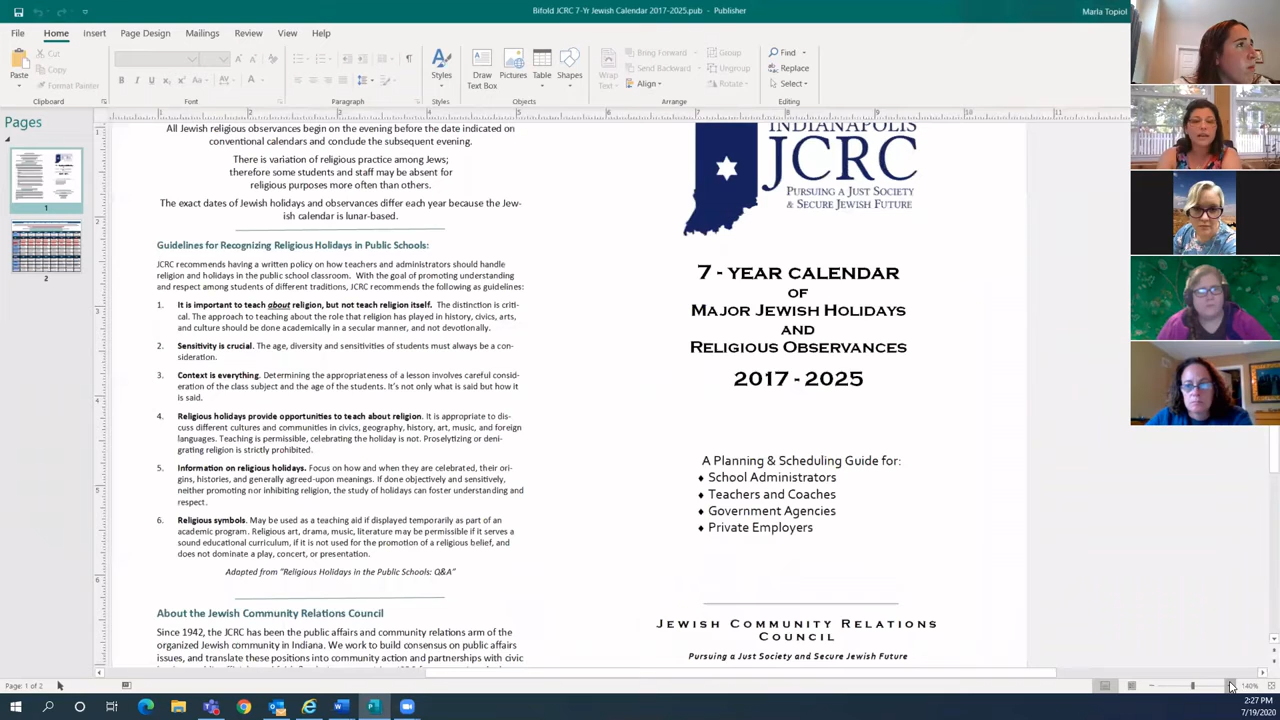 Bifold JCRC 7-Yr Jewish Calendar 2017-2025.pub - Publisher
Marla Topiol
File Home Insert Page Design Mailings Review View Help
Paste
Cut
Copy
Format Painter
Clipboard
Font
Paragraph
Styles
Styles
Draw
Text Box
Pictures
Table
Shapes
Objects
Wrap
Text
Bring Forward
Send Backward
Align
Group
Ungroup
Rotate
Arrange
Find
Replace
Select
Editing
Pages
1
2
All Jewish religious observances begin on the evening before the date indicated on
conventional calendars and conclude the subsequent evening.
There is variation of religious practice among Jews;
therefore some students and staff may be absent for
religious purposes more often than others.
The exact dates of Jewish holidays and observances differ each year because the Jew-
ish calendar is lunar-based.
Guidelines for Recognizing Religious Holidays in Public Schools:
JCRC recommends having a written policy on how teachers and administrators should handle
religion and holidays in the public school classroom. With the goal of promoting understanding
and respect among students of different traditions, JCRC recommends the following as guidelines:
1. It is important to teach about religion, but not teach religion itself. The distinction is criti-
cal. The approach to teaching about the role that religion has played in history, civics, arts,
and culture should be done academically in a secular manner, and not devotionally.
2. Sensitivity is crucial. The age, diversity and sensitivities of students must always be a con-
sideration.
3. Context is everything. Determining the appropriateness of a lesson involves careful consid-
eration of the class subject and the age of the students. It's not only what is said but how it
is said.
4. Religious holidays provide opportunities to teach about religion. It is appropriate to dis-
cuss different cultures and communities in civics, geography, history, art, music, and foreign
languages. Teaching is permissible, celebrating the holiday is not. Proselytizing or deni-
grating religion is strictly prohibited.
5. Information on religious holidays. Focus on how and when they are celebrated, their ori-
gins, histories, and generally agreed-upon meanings. If done objectively and sensitively,
neither promoting nor inhibiting religion, the study of holidays can foster understanding and
respect.
6. Religious symbols. May be used as a teaching aid if displayed temporarily as part of an
academic program. Religious art, drama, music, literature may be permissible if it serves a
sound educational curriculum, if it is not used for the promotion of a religious belief, and
does not dominate a play, concert, or presentation.
Adapted from "Religious Holidays in the Public Schools: Q&A"
About the Jewish Community Relations Council
Since 1942, the JCRC has been the public affairs and community relations arm of the
organized Jewish community in Indiana. We work to build consensus on public affairs
issues, and translate these positions into community action and partnerships with civic
INDIANAPOLIS
JCRC
PURSUING A JUST SOCIETY
& SECURE JEWISH FUTURE
7 - YEAR CALENDAR
OF
MAJOR JEWISH HOLIDAYS
AND
RELIGIOUS OBSERVANCES
2017 - 2025
A Planning & Scheduling Guide for:
♦ School Administrators
♦ Teachers and Coaches
♦ Government Agencies
♦ Private Employers
JEWISH COMMUNITY RELATIONS
COUNCIL
Pursuing a Just Society and Secure Jewish Future
Page: 1 of 2
140%
2:27 PM
7/19/2020